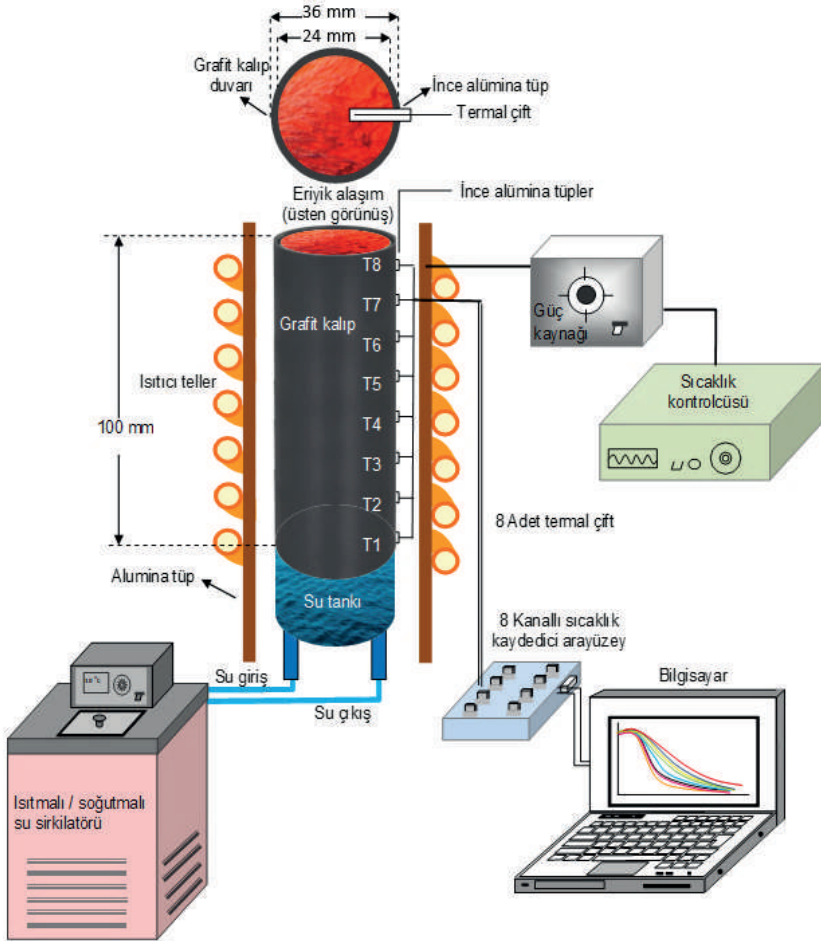 36 mm
24 mm
Grafit kalıp
duvarı
İnce alümina tüp
Termal çift
Eriyik alaşım
(üsten görünüş)
İnce alümina tüpler
T8
T7
Grafit kalıp
T6
T5
T4
T3
T2
T1
Isıtıcı teller
100 mm
Güç
kaynağı
Sıcaklık
kontrolcüsü
8 Adet termal çift
Alumina tüp
Su tankı
8 Kanallı sıcaklık
kaydedici arayüzey
Su giriş
Su çıkış
Bilgisayar
Isıtmalı / soğutmalı
su sirkilatörü